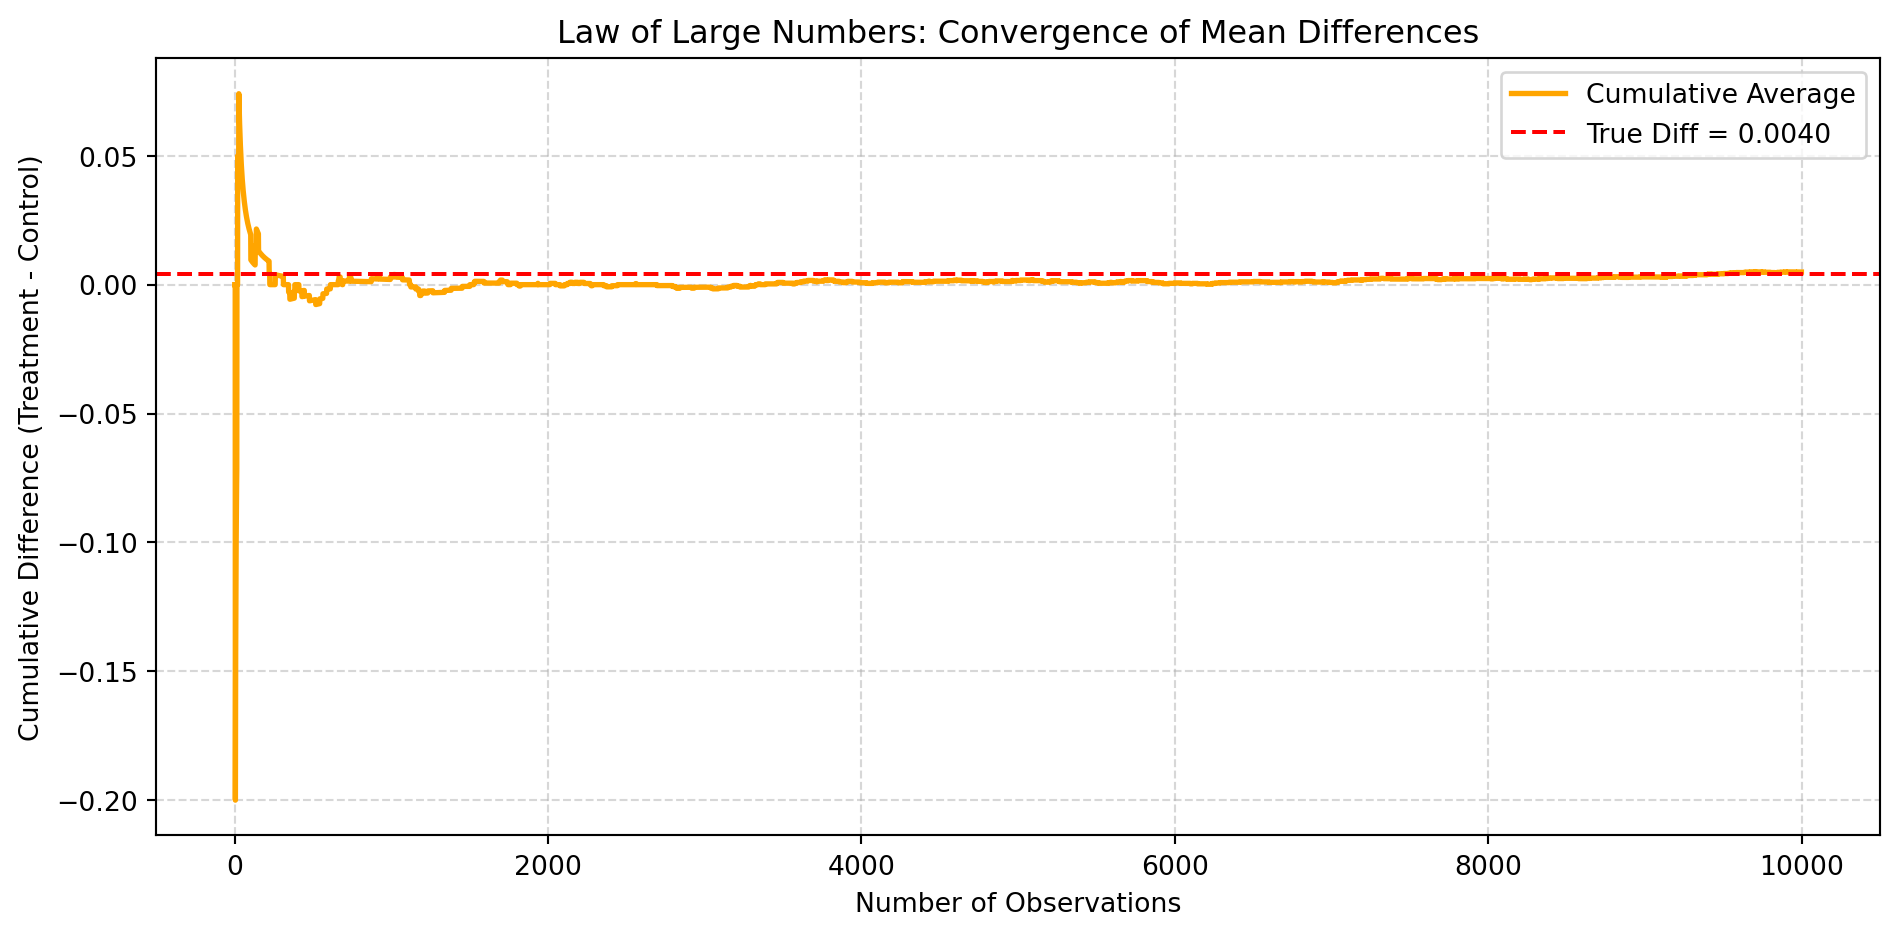 Law of Large Numbers: Convergence of Mean Differences
Cumulative Average
True Diff = 0.0040
Cumulative Difference (Treatment - Control)
0.05
0.00
−0.05
−0.10
−0.15
−0.20
0
2000
4000
6000
8000
10000
Number of Observations